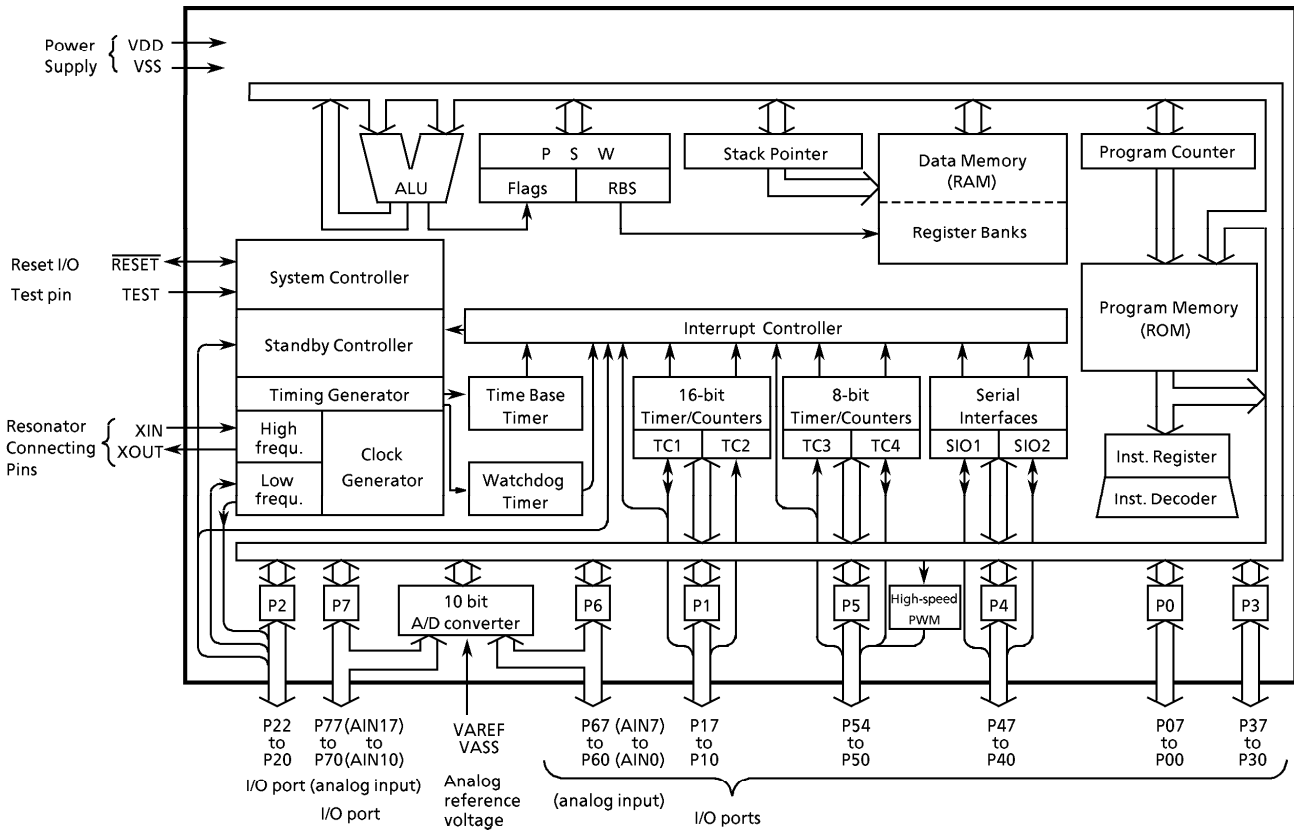 Power
Supply
VDD
VSS
P S W
Flags
RBS
ALU
Stack Pointer
Data Memory
(RAM)
Register Banks
Program Counter
Program Memory
(ROM)
Inst. Register
Inst. Decoder
Reset I/O
RESET
Test pin
TEST
System Controller
Standby Controller
Timing Generator
High
frequ.
Low
frequ.
Clock
Generator
Resonator
Connecting
Pins
XIN
XOUT
Interrupt Controller
Time Base
Timer
Watchdog
Timer
16-bit
Timer/Counters
TC1
TC2
8-bit
Timer/Counters
TC3
TC4
Serial
Interfaces
SIO1
SIO2
P2
P7
10 bit
A/D converter
P6
P1
P5
High-speed
PWM
P4
P0
P3
P22
to
P20
P77 (AIN17)
to to
P70 (AIN10)
I/O port (analog input)
I/O port
VAREF
VASS
Analog
reference
voltage
P67 (AIN7)
to to
P60 (AIN0)
(analog input)
P17
to
P10
P54
to
P50
P47
to
P40
P07
to
P00
P37
to
P30
I/O ports